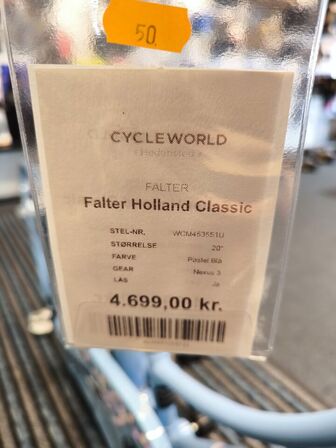 50
CYCLEWORLD
FALTER
Falter Holland Classic
STEL-NR. WCM453551U
STØRRELSE 20"
FARVE Pastel Blå
GEAR Nexus 3
LÅS Ja
4.699,00 kr.